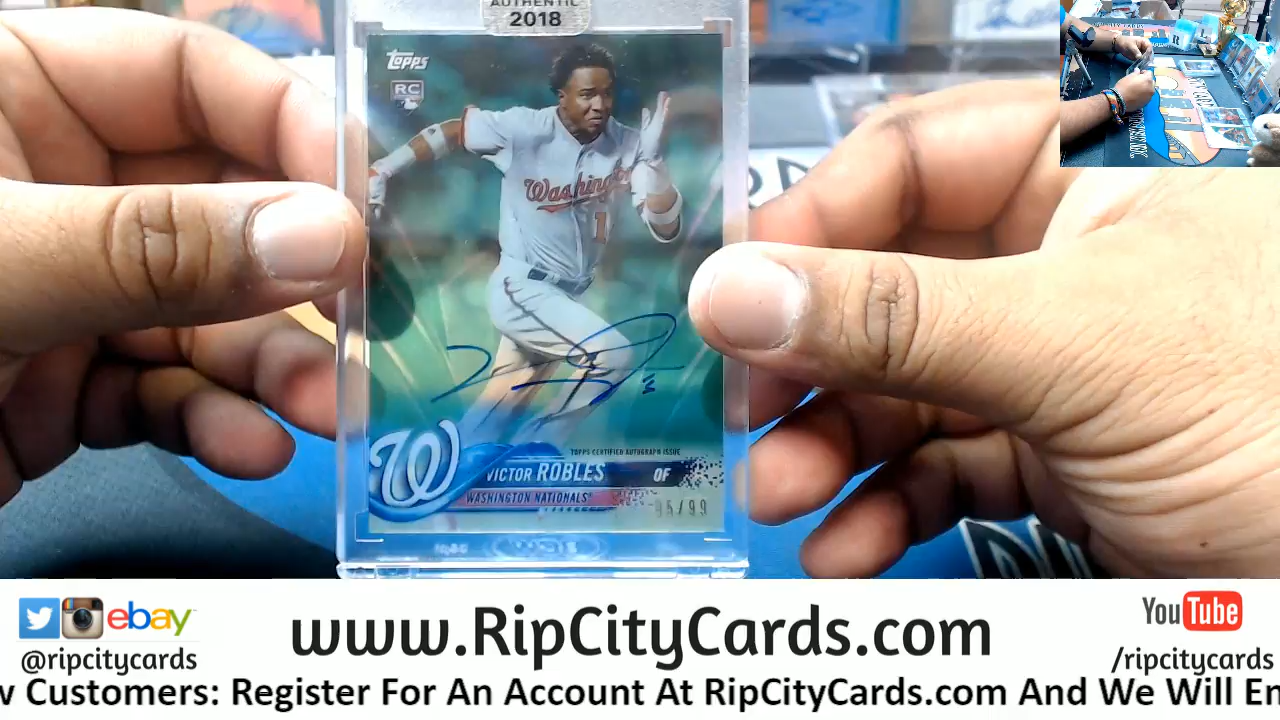 AUTHENTIC
2018
Topps
RC
Washington
1
TOPPS CERTIFIED AUTOGRAPH ISSUE
VICTOR ROBLES OF
WASHINGTON NATIONALS
95/99
ebay
@ripcitycards
www.RipCityCards.com
YouTube
/ripcitycards
w Customers: Register For An Account At RipCityCards.com And We Will En